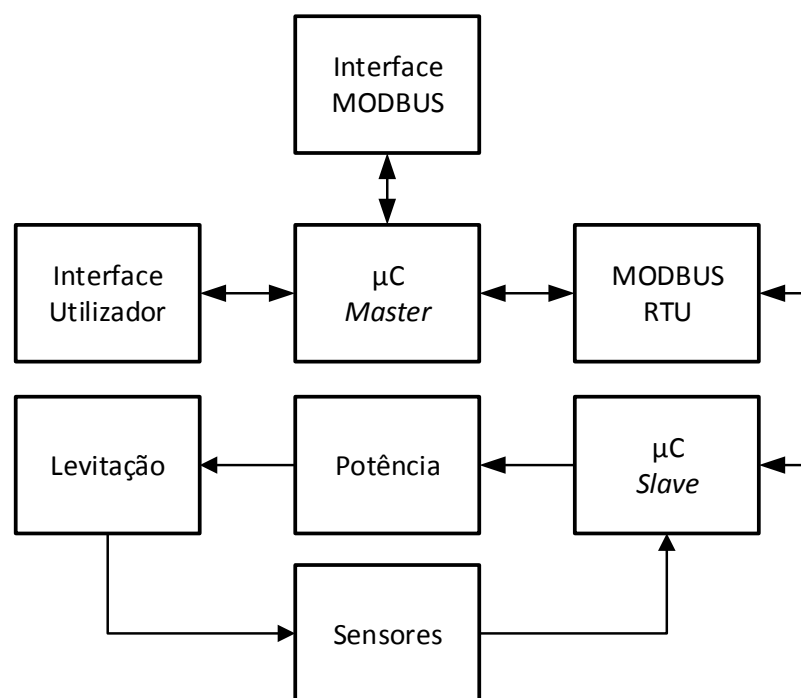 Interface
MODBUS
Interface
Utilizador
µC
Master
MODBUS
RTU
Levitação
Potência
µC
Slave
Sensores